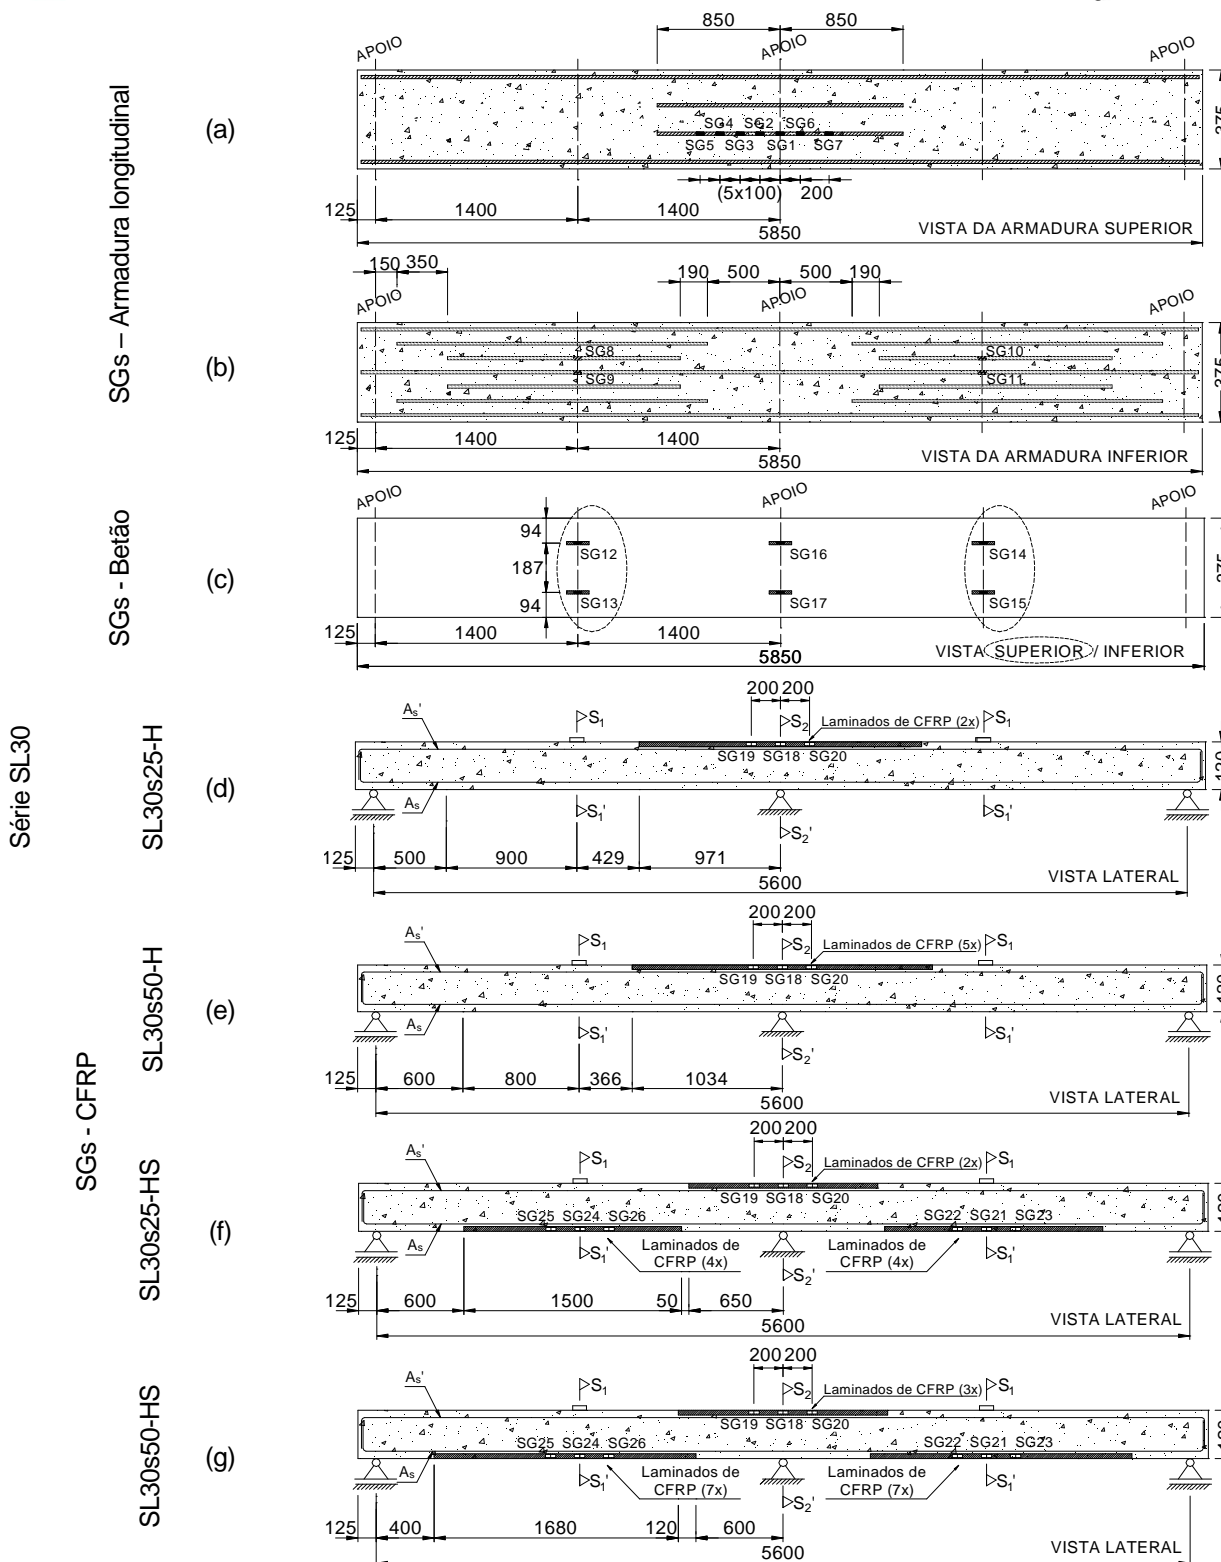 Série SL30
SGs – Armadura longitudinal
(a)
850
850
APOIO
APOIO
APOIO
SG4 SG2 SG6
SG5 SG3 SG1 SG7
375
(5x100)
200
125
1400
1400
VISTA DA ARMADURA SUPERIOR
5850
(b)
150
350
190
500
500
190
APOIO
APOIO
APOIO
SG8
SG10
SG9
SG11
375
125
1400
1400
VISTA DA ARMADURA INFERIOR
5850
SGs - Betão
(c)
APOIO
APOIO
APOIO
94
SG12
SG16
SG14
187
SG13
SG17
SG15
94
375
125
1400
1400
VISTA SUPERIOR / INFERIOR
5850
SGs - CFRP
SL30s25-H
(d)
200 200
As'
S1
S2
Laminados de CFRP (2x)
S1
SG19 SG18 SG20
120
As
S1'
S2'
S1'
125
500
900
429
971
VISTA LATERAL
5600
SL30s50-H
(e)
200 200
As'
S1
S2
Laminados de CFRP (5x)
S1
SG19 SG18 SG20
120
As
S1'
S2'
S1'
125
600
800
366
1034
VISTA LATERAL
5600
SL30s25-HS
(f)
200 200
As'
S1
S2
Laminados de CFRP (2x)
S1
SG19 SG18 SG20
SG25 SG24 SG26
SG22 SG21 SG23
120
As
S1'
Laminados de
CFRP (4x)
S2'
Laminados de
CFRP (4x)
S1'
125
600
1500
50
650
VISTA LATERAL
5600
SL30s50-HS
(g)
200 200
As'
S1
S2
Laminados de CFRP (3x)
S1
SG19 SG18 SG20
SG25 SG24 SG26
SG22 SG21 SG23
120
As
S1'
Laminados de
CFRP (7x)
S2'
Laminados de
CFRP (7x)
S1'
125
400
1680
120
600
VISTA LATERAL
5600